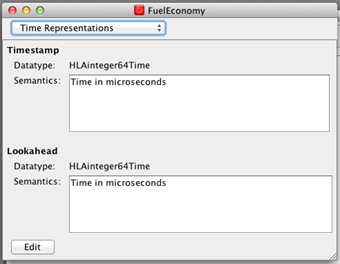 FuelEconomy
Time Representations
Timestamp
Datatype: HLAinteger64Time
Semantics: Time in microseconds
Lookahead
Datatype: HLAinteger64Time
Semantics: Time in microseconds
Edit